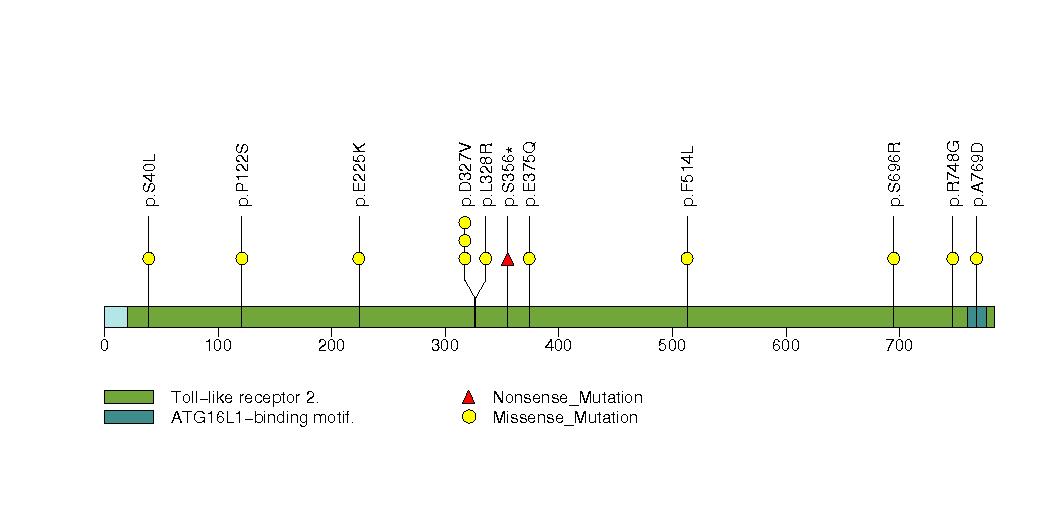 p.S40L
p.P122S
p.E225K
p.D327V
p.L328R
p.S356*
p.E375Q
p.F514L
p.S696R
p.R748G
p.A769D
0 100 200 300 400 500 600 700
Toll-like receptor 2. Nonsense_Mutation
ATG16L1-binding motif. Missense_Mutation